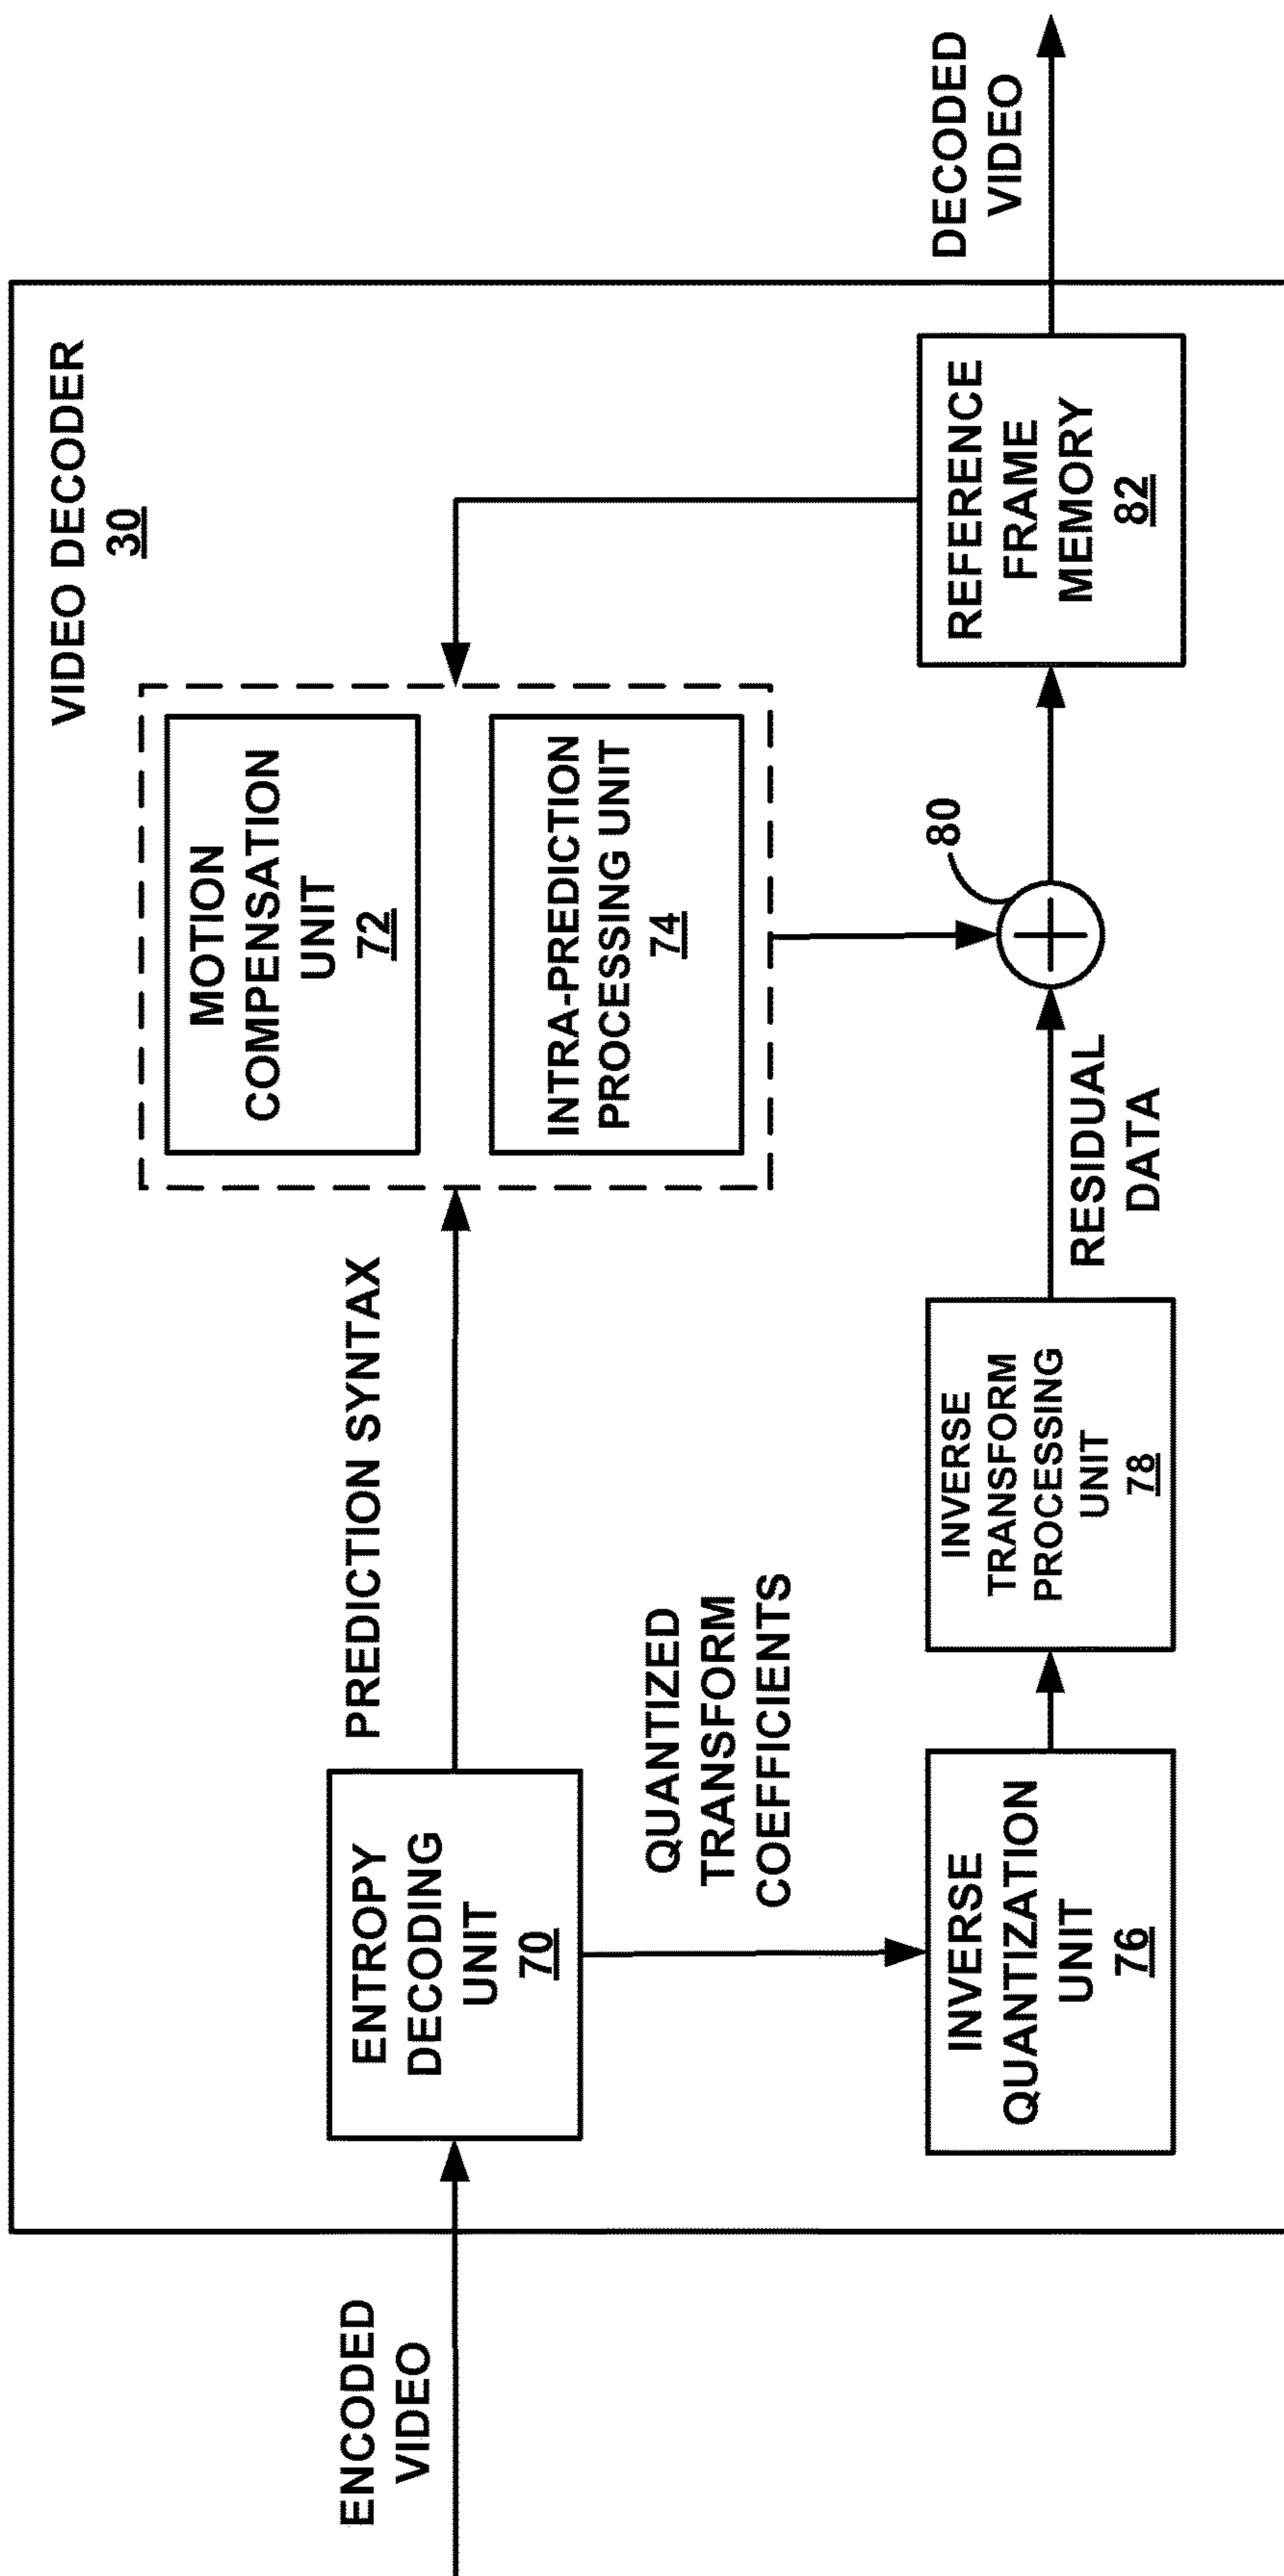 VIDEO DECODER
30
ENCODED
VIDEO
ENTROPY
DECODING
UNIT
70
PREDICTION SYNTAX
MOTION
COMPENSATION
UNIT
72
INTRA-PREDICTION
PROCESSING UNIT
74
QUANTIZED
TRANSFORM
COEFFICIENTS
INVERSE
QUANTIZATION
UNIT
76
INVERSE
TRANSFORM
PROCESSING
UNIT
78
RESIDUAL
DATA
80
REFERENCE
FRAME
MEMORY
82
DECODED
VIDEO